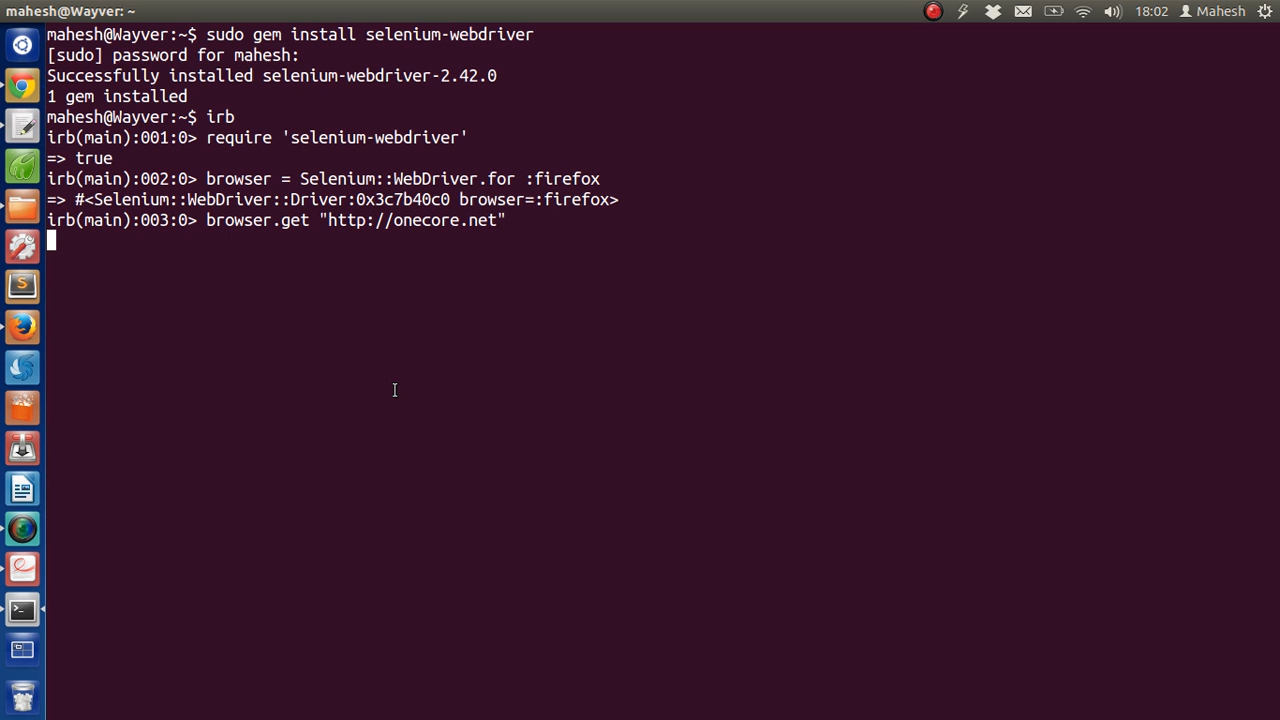 mahesh@Wayver: ~
18:02 Mahesh
mahesh@Wayver:~$ sudo gem install selenium-webdriver
[sudo] password for mahesh:
Successfully installed selenium-webdriver-2.42.0
1 gem installed
mahesh@Wayver:~$ irb
irb(main):001:0> require 'selenium-webdriver'
=> true
irb(main):002:0> browser = Selenium::WebDriver.for :firefox
=> #<Selenium::WebDriver::Driver:0x3c7b40c0 browser=:firefox>
irb(main):003:0> browser.get "http://onecore.net"